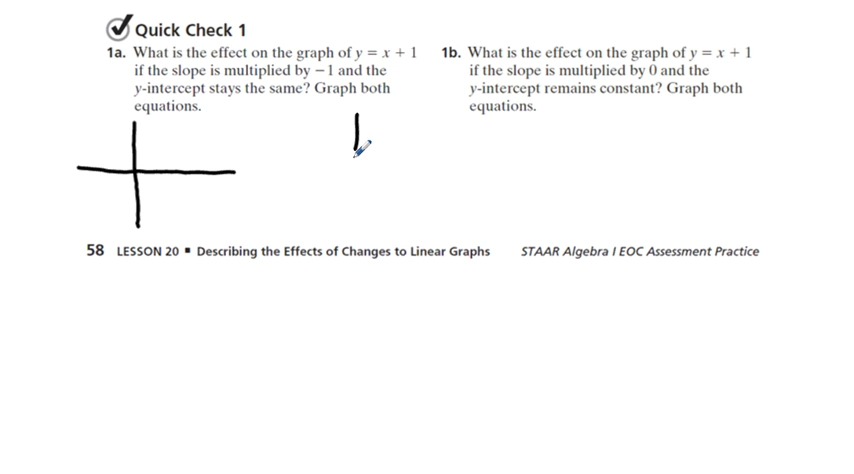 Quick Check 1
1a. What is the effect on the graph of y = x + 1
if the slope is multiplied by −1 and the
y-intercept stays the same? Graph both
equations.
1b. What is the effect on the graph of y = x + 1
if the slope is multiplied by 0 and the
y-intercept remains constant? Graph both
equations.
58 LESSON 20 ▪ Describing the Effects of Changes to Linear Graphs
STAAR Algebra I EOC Assessment Practice